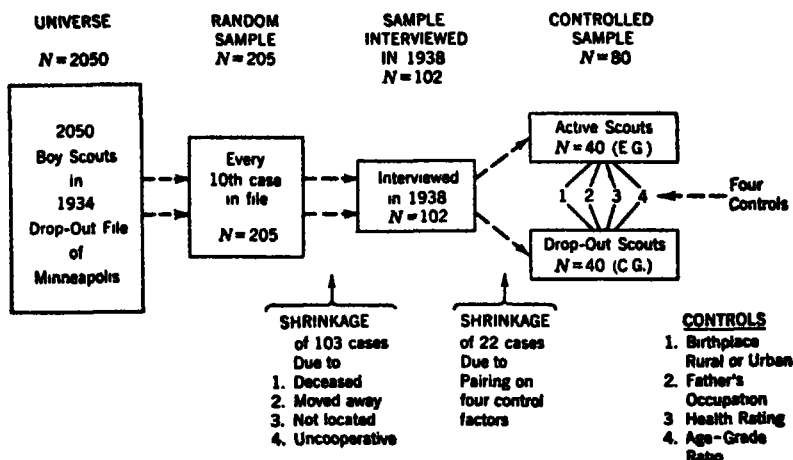 UNIVERSE
N=2050
RANDOM
SAMPLE
N=205
SAMPLE
INTERVIEWED
IN 1938
N=102
CONTROLLED
SAMPLE
N=80
2050
Boy Scouts
in
1934
Drop-Out File
of
Minneapolis
Every
10th case
in file
N=205
Interviewed
in 1938
N=102
Active Scouts
N=40 (E G)
1 2 3 4
Four
Controls
Drop-Out Scouts
N=40 (C G.)
SHRINKAGE
of 103 cases
Due to
1. Deceased
2. Moved away
3. Not located
4. Uncooperative
SHRINKAGE
of 22 cases
Due to
Pairing on
four control
factors
CONTROLS
1. Birthplace
Rural or Urban
2. Father's
Occupation
3 Health Rating
4. Age-Grade
Ratio